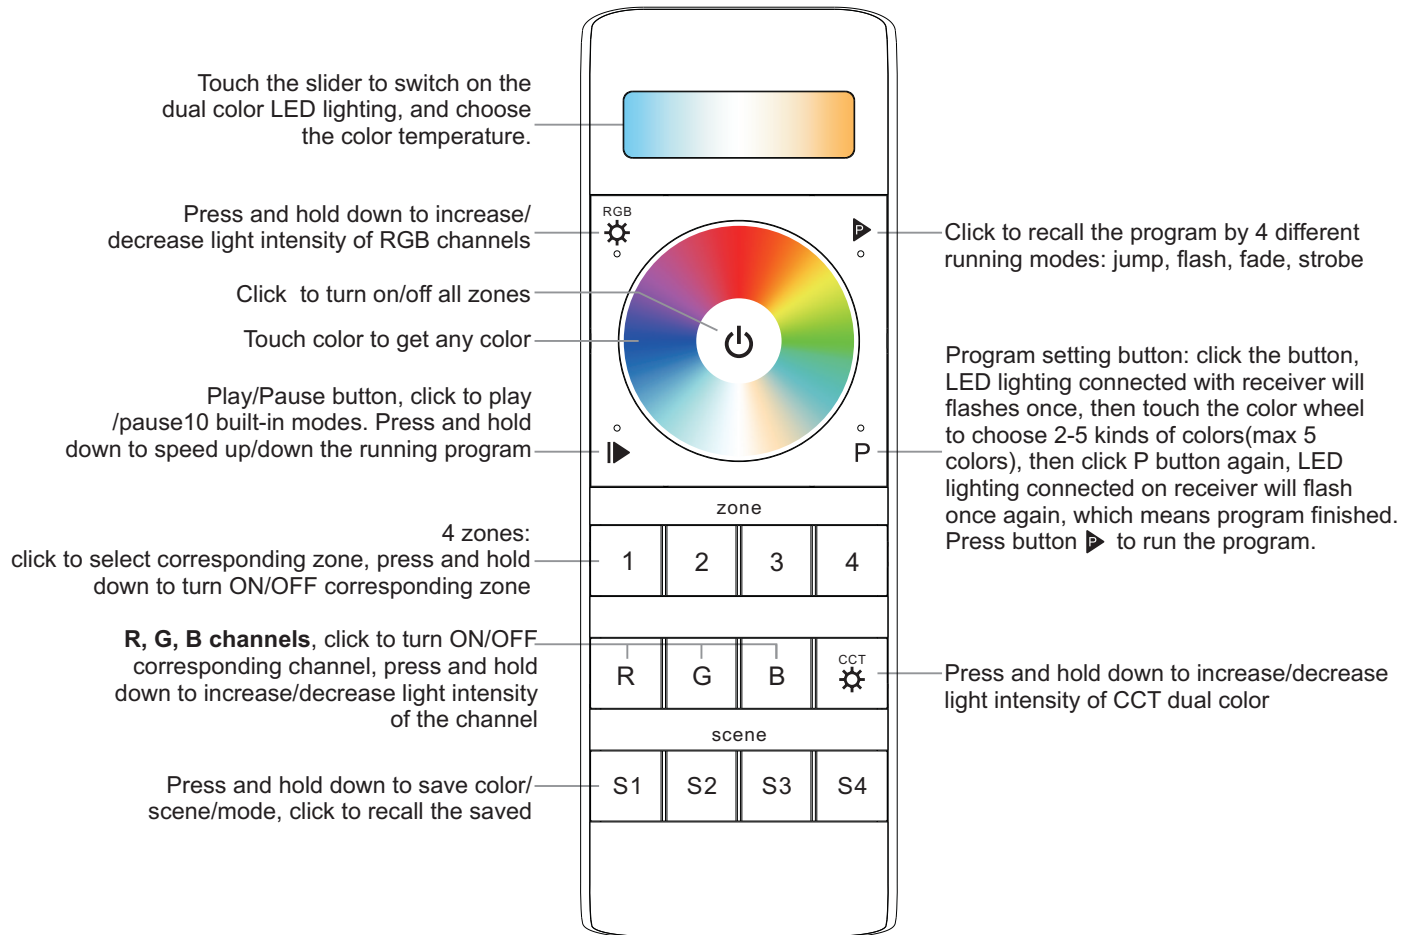 Touch the slider to switch on the
dual color LED lighting, and choose
the color temperature.
Press and hold down to increase/
decrease light intensity of RGB channels
Click  to turn on/off all zones
Touch color to get any color
Play/Pause button, click to play
/pause10 built-in modes. Press and hold
down to speed up/down the running program
4 zones:
click to select corresponding zone, press and hold
down to turn ON/OFF corresponding zone
R, G, B channels, click to turn ON/OFF
corresponding channel, press and hold
down to increase/decrease light intensity
of the channel
Press and hold down to save color/
scene/mode, click to recall the saved
RGB
P
P
zone
1 2 3 4
R G B CCT
scene
S1 S2 S3 S4
Click to recall the program by 4 different
running modes: jump, flash, fade, strobe
Program setting button: click the button,
LED lighting connected with receiver will
flashes once, then touch the color wheel
to choose 2-5 kinds of colors(max 5
colors), then click P button again, LED
lighting connected on receiver will flash
once again, which means program finished.
Press button P to run the program.
Press and hold down to increase/decrease
light intensity of CCT dual color